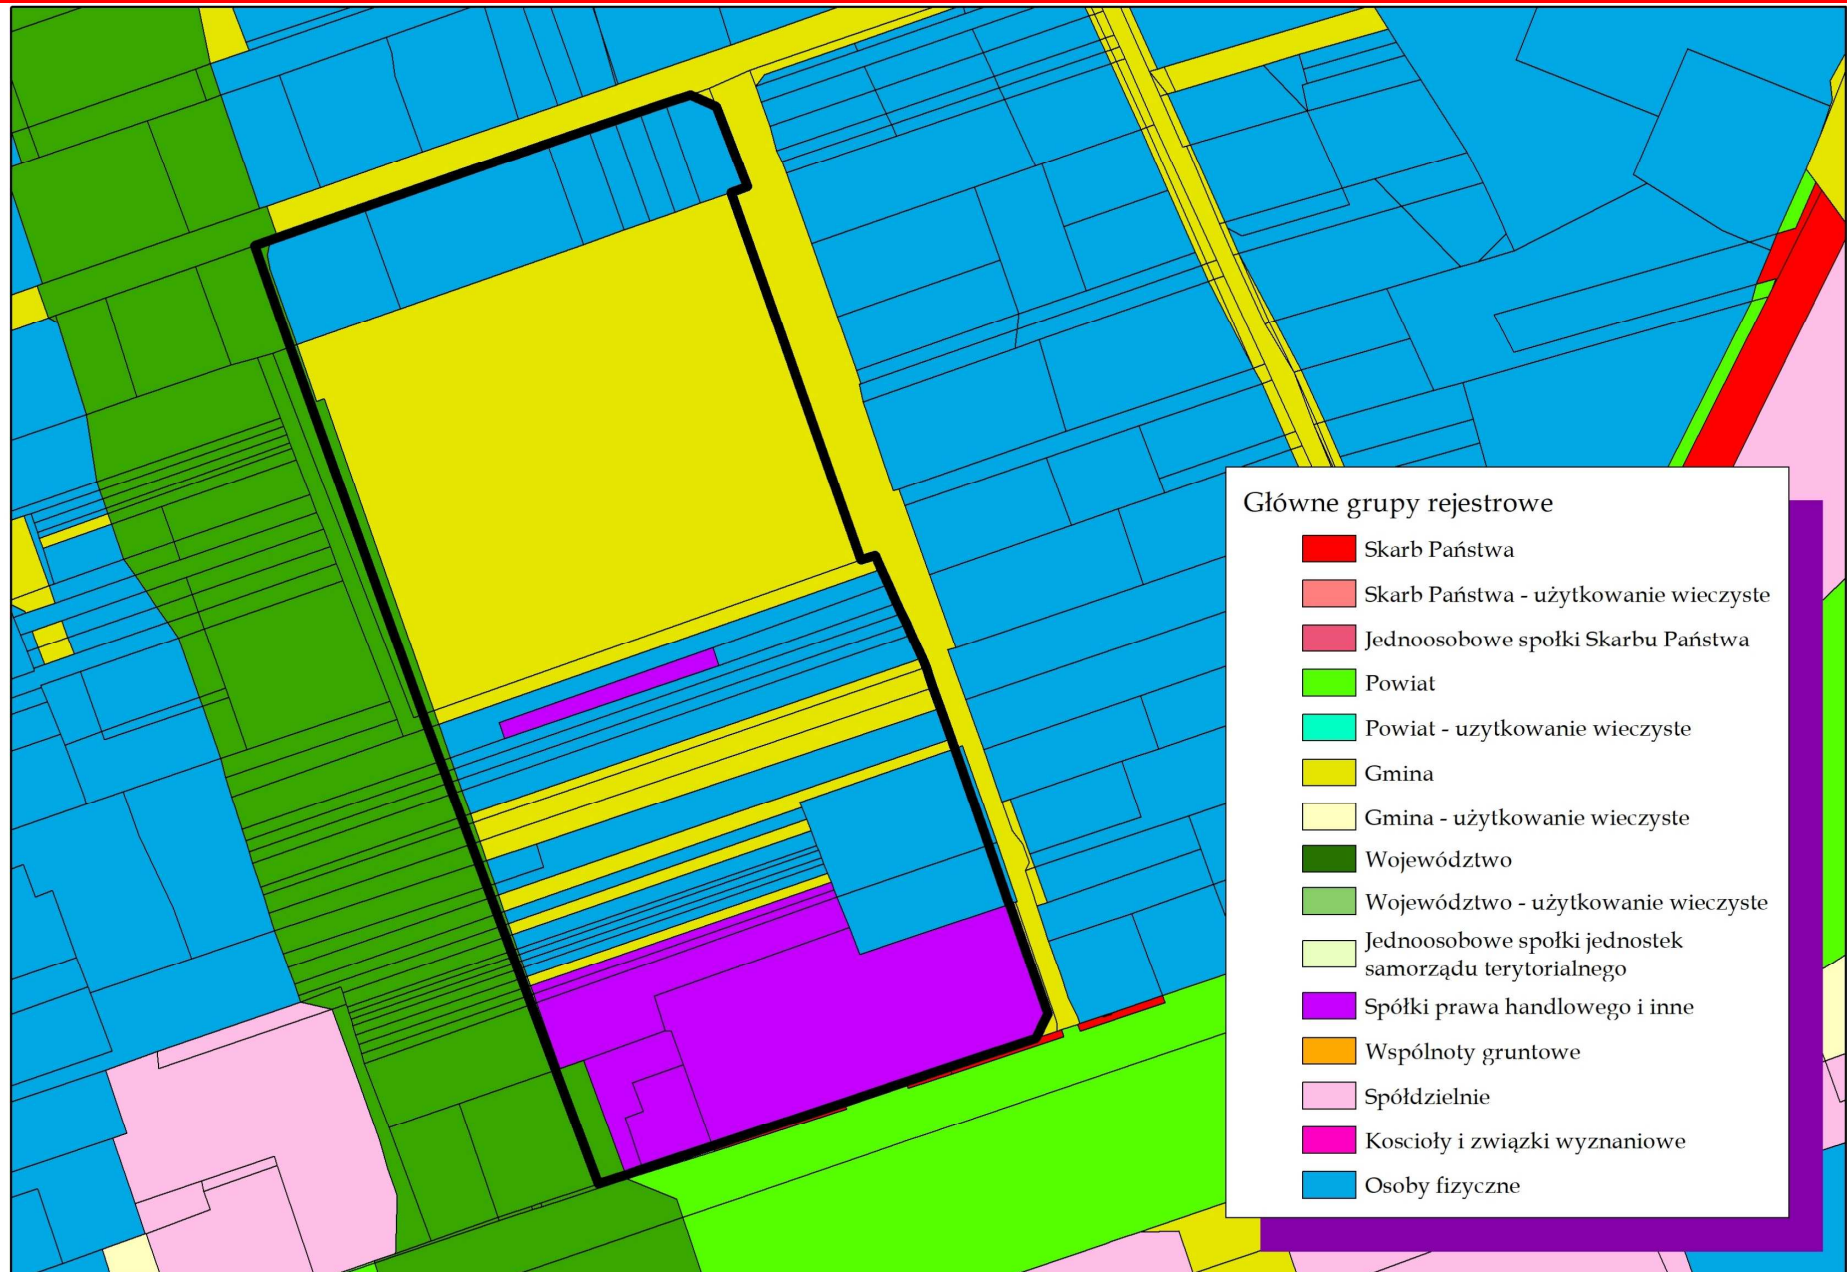 Główne grupy rejestrowe
Skarb Państwa
Skarb Państwa - użytkowanie wieczyste
Jednoosobowe społki Skarbu Państwa
Powiat
Powiat - uzytkowanie wieczyste
Gmina
Gmina - użytkowanie wieczyste
Województwo
Województwo - użytkowanie wieczyste
Jednoosobowe społki jednostek
samorządu terytorialnego
Spółki prawa handlowego i inne
Wspólnoty gruntowe
Spółdzielnie
Koscioły i związki wyznaniowe
Osoby fizyczne